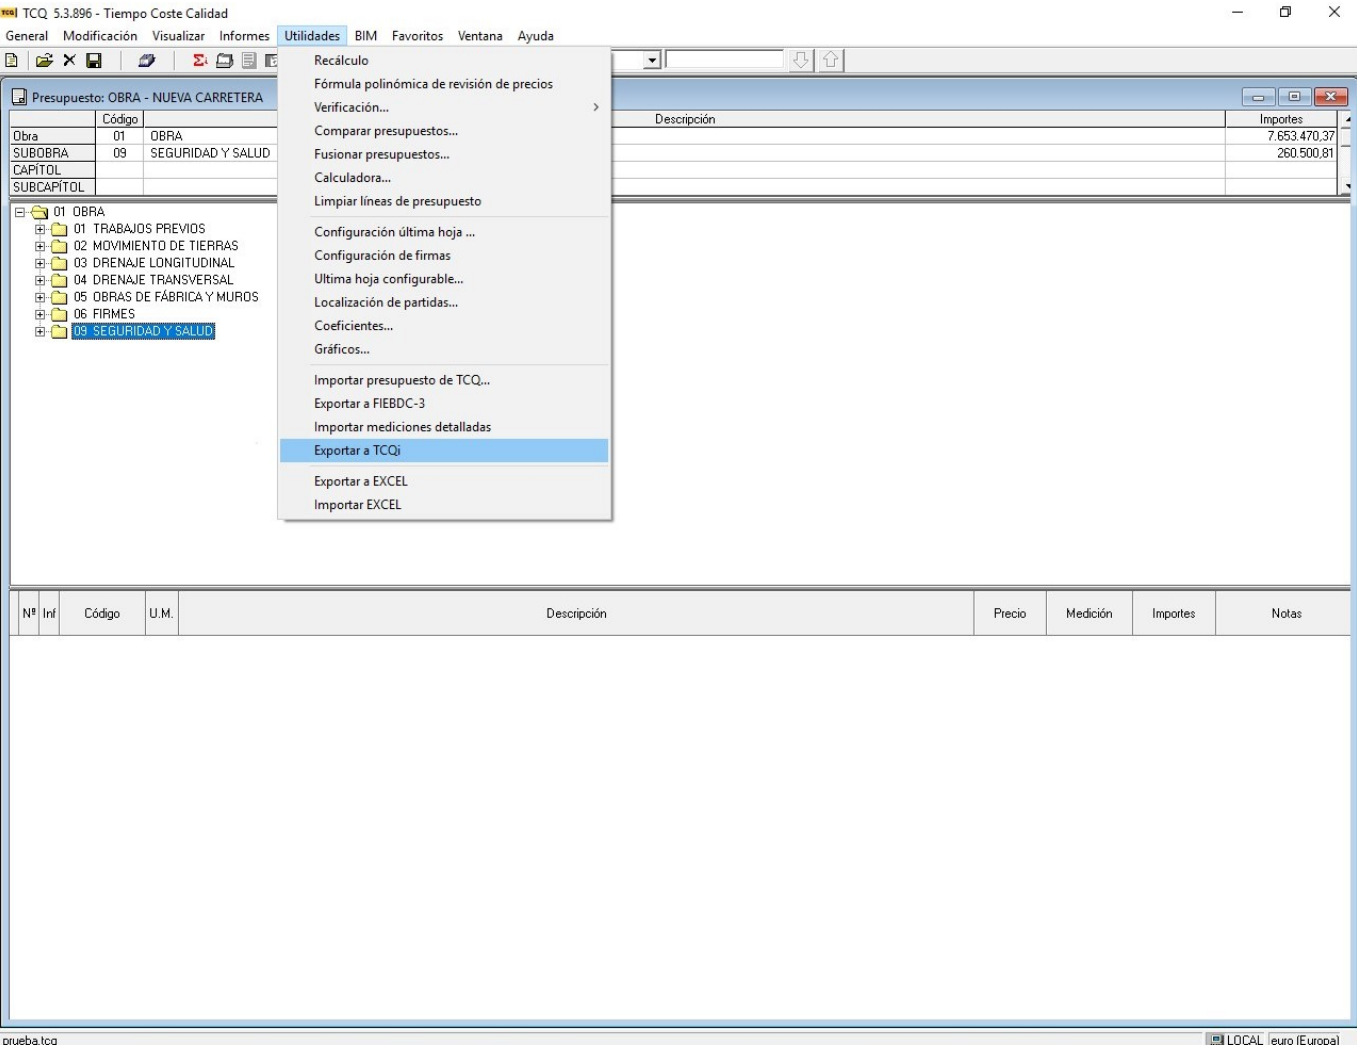 TCQ 5.3.896 - Tiempo Coste Calidad
General Modificación Visualizar Informes Utilidades BIM Favoritos Ventana Ayuda
Presupuesto: OBRA - NUEVA CARRETERA
Código Descripción Importes
Obra 01 OBRA 7.653.470,37
SUBOBRA 09 SEGURIDAD Y SALUD 260.500,81
CAPÍTOL
SUBCAPÍTOL
01 OBRA
01 TRABAJOS PREVIOS
02 MOVIMIENTO DE TIERRAS
03 DRENAJE LONGITUDINAL
04 DRENAJE TRANSVERSAL
05 OBRAS DE FÁBRICA Y MUROS
06 FIRMES
09 SEGURIDAD Y SALUD
Recálculo
Fórmula polinómica de revisión de precios
Verificación...
Comparar presupuestos...
Fusionar presupuestos...
Calculadora...
Limpiar líneas de presupuesto
Configuración última hoja ...
Configuración de firmas
Ultima hoja configurable...
Localización de partidas...
Coeficientes...
Gráficos...
Importar presupuesto de TCQ...
Exportar a FIEBDC-3
Importar mediciones detalladas
Exportar a TCQi
Exportar a EXCEL
Importar EXCEL
Nº Inf Código U.M. Descripción Precio Medición Importes Notas
prueba.tcq LOCAL euro (Europa)